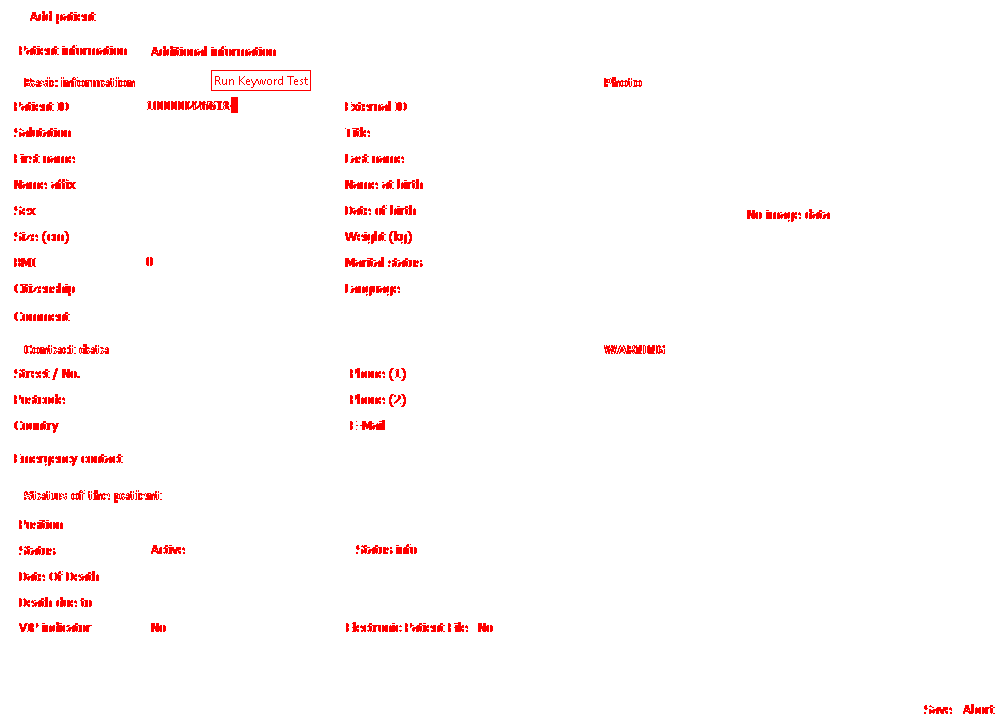 Add patient
Patient information Additional information
Basic information Run Keyword Test Photo
Patient ID External ID
Salutation Title
First name Last name
Name affix Name at birth
Sex Date of birth
No image data
Size (cm) Weight (kg)
BMI 0 Marital status
Citizenship Language
Comment
Contact data WARNING
Street / No. Phone (1)
Postcode Phone (2)
Country E-Mail
Emergency contact
Status of the patient
Position
Status Active Status info
Date Of Death
Death due to
VIP indicator No Electronic Patient File No
Save Abort